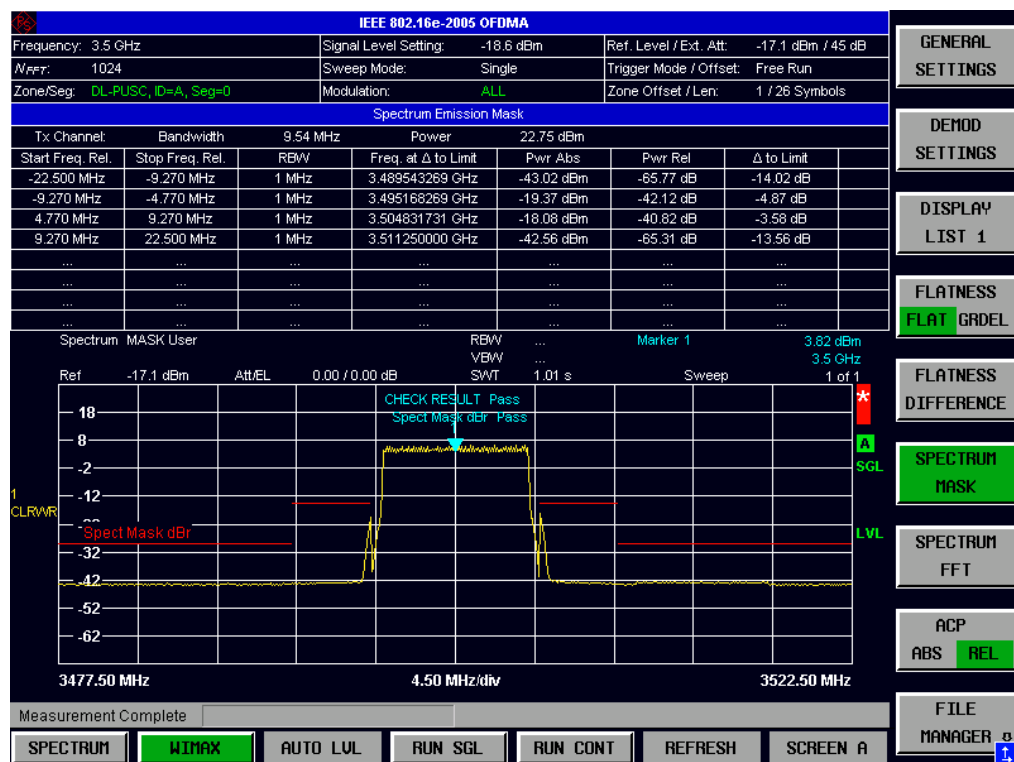 IEEE 802.16e-2005 OFDMA
Frequency: 3.5 GHz Signal Level Setting: -18.6 dBm Ref. Level / Ext. Att: -17.1 dBm / 45 dB
NFFT: 1024 Sweep Mode: Single Trigger Mode / Offset: Free Run
Zone/Seg: DL-PUSC, ID=A, Seg=0 Modulation: ALL Zone Offset / Len: 1 / 26 Symbols
Spectrum Emission Mask
Tx Channel: Bandwidth 9.54 MHz Power 22.75 dBm
Start Freq. Rel. Stop Freq. Rel. RBW Freq. at Δ to Limit Pwr Abs Pwr Rel Δ to Limit
-22.500 MHz -9.270 MHz 1 MHz 3.489543269 GHz -43.02 dBm -65.77 dB -14.02 dB
-9.270 MHz -4.770 MHz 1 MHz 3.495168269 GHz -19.37 dBm -42.12 dB -4.87 dB
4.770 MHz 9.270 MHz 1 MHz 3.504831731 GHz -18.08 dBm -40.82 dB -3.58 dB
9.270 MHz 22.500 MHz 1 MHz 3.511250000 GHz -42.56 dBm -65.31 dB -13.56 dB
... ... ... ... ... ... ...
... ... ... ... ... ... ...
... ... ... ... ... ... ...
... ... ... ... ... ... ...
Spectrum MASK User RBW ... Marker 1 3.82 dBm
VBW ... 3.5 GHz
Ref -17.1 dBm Att/EL 0.00 / 0.00 dB SWT 1.01 s Sweep 1 of 1
CHECK RESULT Pass
Spect Mask dBr Pass
1
18
8
-2
-12
-32
-42
-52
-62
1
CLRWR
Spect Mask dBr
*
A
SGL
LVL
3477.50 MHz 4.50 MHz/div 3522.50 MHz
Measurement Complete
SPECTRUM WIMAX AUTO LVL RUN SGL RUN CONT REFRESH SCREEN A
GENERAL
SETTINGS
DEMOD
SETTINGS
DISPLAY
LIST 1
FLATNESS
FLAT GRDEL
FLATNESS
DIFFERENCE
SPECTRUM
MASK
SPECTRUM
FFT
ACP
ABS REL
FILE
MANAGER